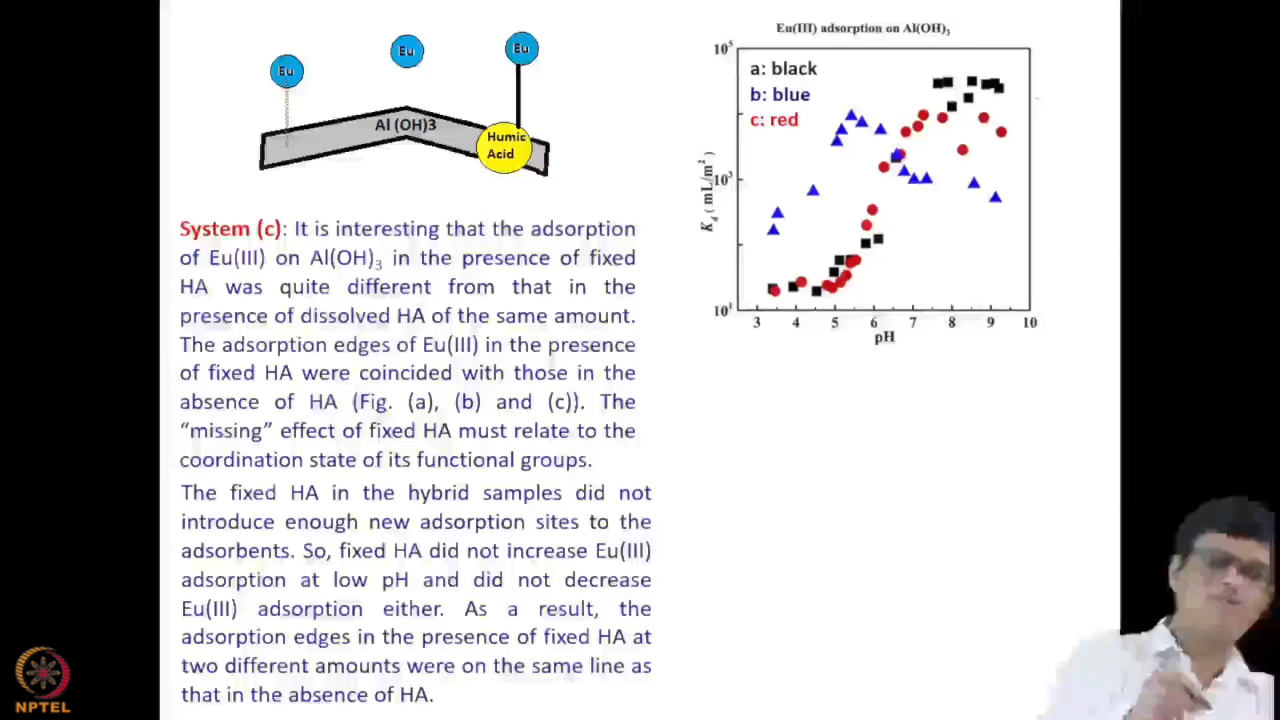 Eu
Eu
Eu
Al (OH)3
Humic
Acid
System (c): It is interesting that the adsorption
of Eu(III) on Al(OH)₃ in the presence of fixed
HA was quite different from that in the
presence of dissolved HA of the same amount.
The adsorption edges of Eu(III) in the presence
of fixed HA were coincided with those in the
absence of HA (Fig. (a), (b) and (c)). The
“missing” effect of fixed HA must relate to the
coordination state of its functional groups.
The fixed HA in the hybrid samples did not
introduce enough new adsorption sites to the
adsorbents. So, fixed HA did not increase Eu(III)
adsorption at low pH and did not decrease
Eu(III) adsorption either. As a result, the
adsorption edges in the presence of fixed HA at
two different amounts were on the same line as
that in the absence of HA.
Eu(III) adsorption on Al(OH)₃
a: black
b: blue
c: red
10⁵
10³
10¹
K_d (mL/m²)
3 4 5 6 7 8 9 10
pH
NPTEL